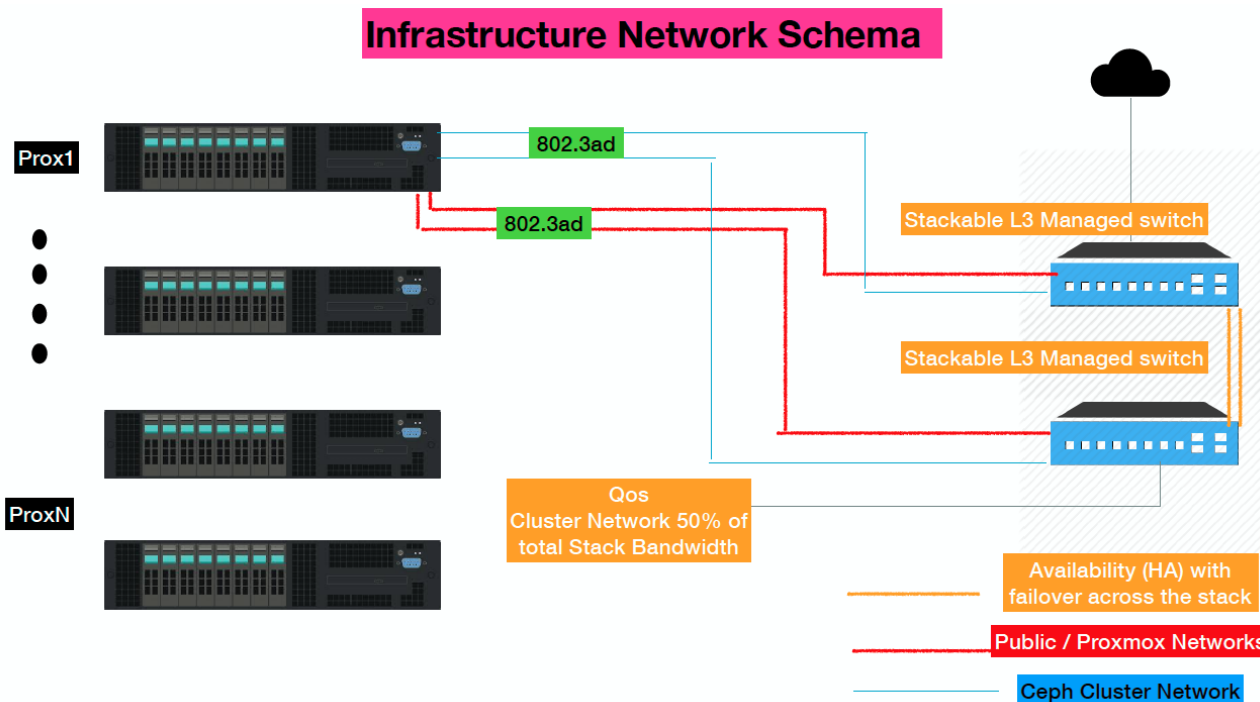 Infrastructure Network Schema
Prox1
802.3ad
802.3ad
Stackable L3 Managed switch
Stackable L3 Managed switch
ProxN
Qos
Cluster Network 50% of
total Stack Bandwidth
Availability (HA) with
failover across the stack
Public / Proxmox Networks
Ceph Cluster Network